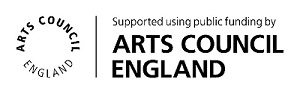 ARTS COUNCIL
ENGLAND
Supported using public funding by
ARTS COUNCIL
ENGLAND